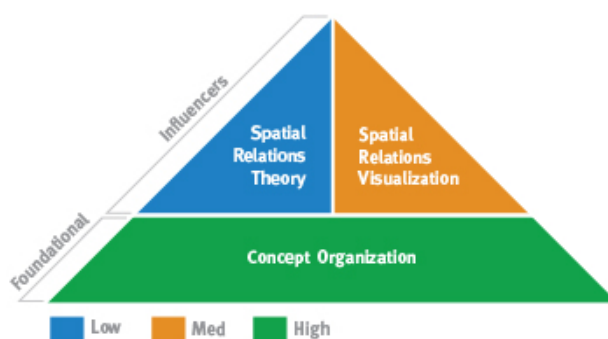 Influencers
Spatial
Relations
Theory
Spatial
Relations
Visualization
Foundational
Concept Organization
Low
Med
High